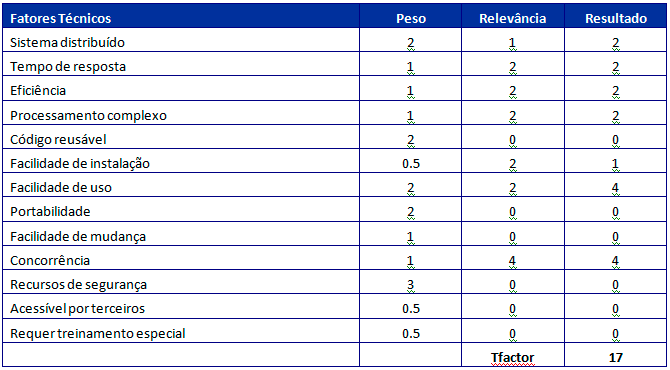 Fatores Técnicos Peso Relevância Resultado
Sistema distribuído 2 1 2
Tempo de resposta 1 2 2
Eficiência 1 2 2
Processamento complexo 1 2 2
Código reusável 2 0 0
Facilidade de instalação 0.5 2 1
Facilidade de uso 2 2 4
Portabilidade 2 0 0
Facilidade de mudança 1 0 0
Concorrência 1 4 4
Recursos de segurança 3 0 0
Acessível por terceiros 0.5 0 0
Requer treinamento especial 0.5 0 0
Tfactor 17